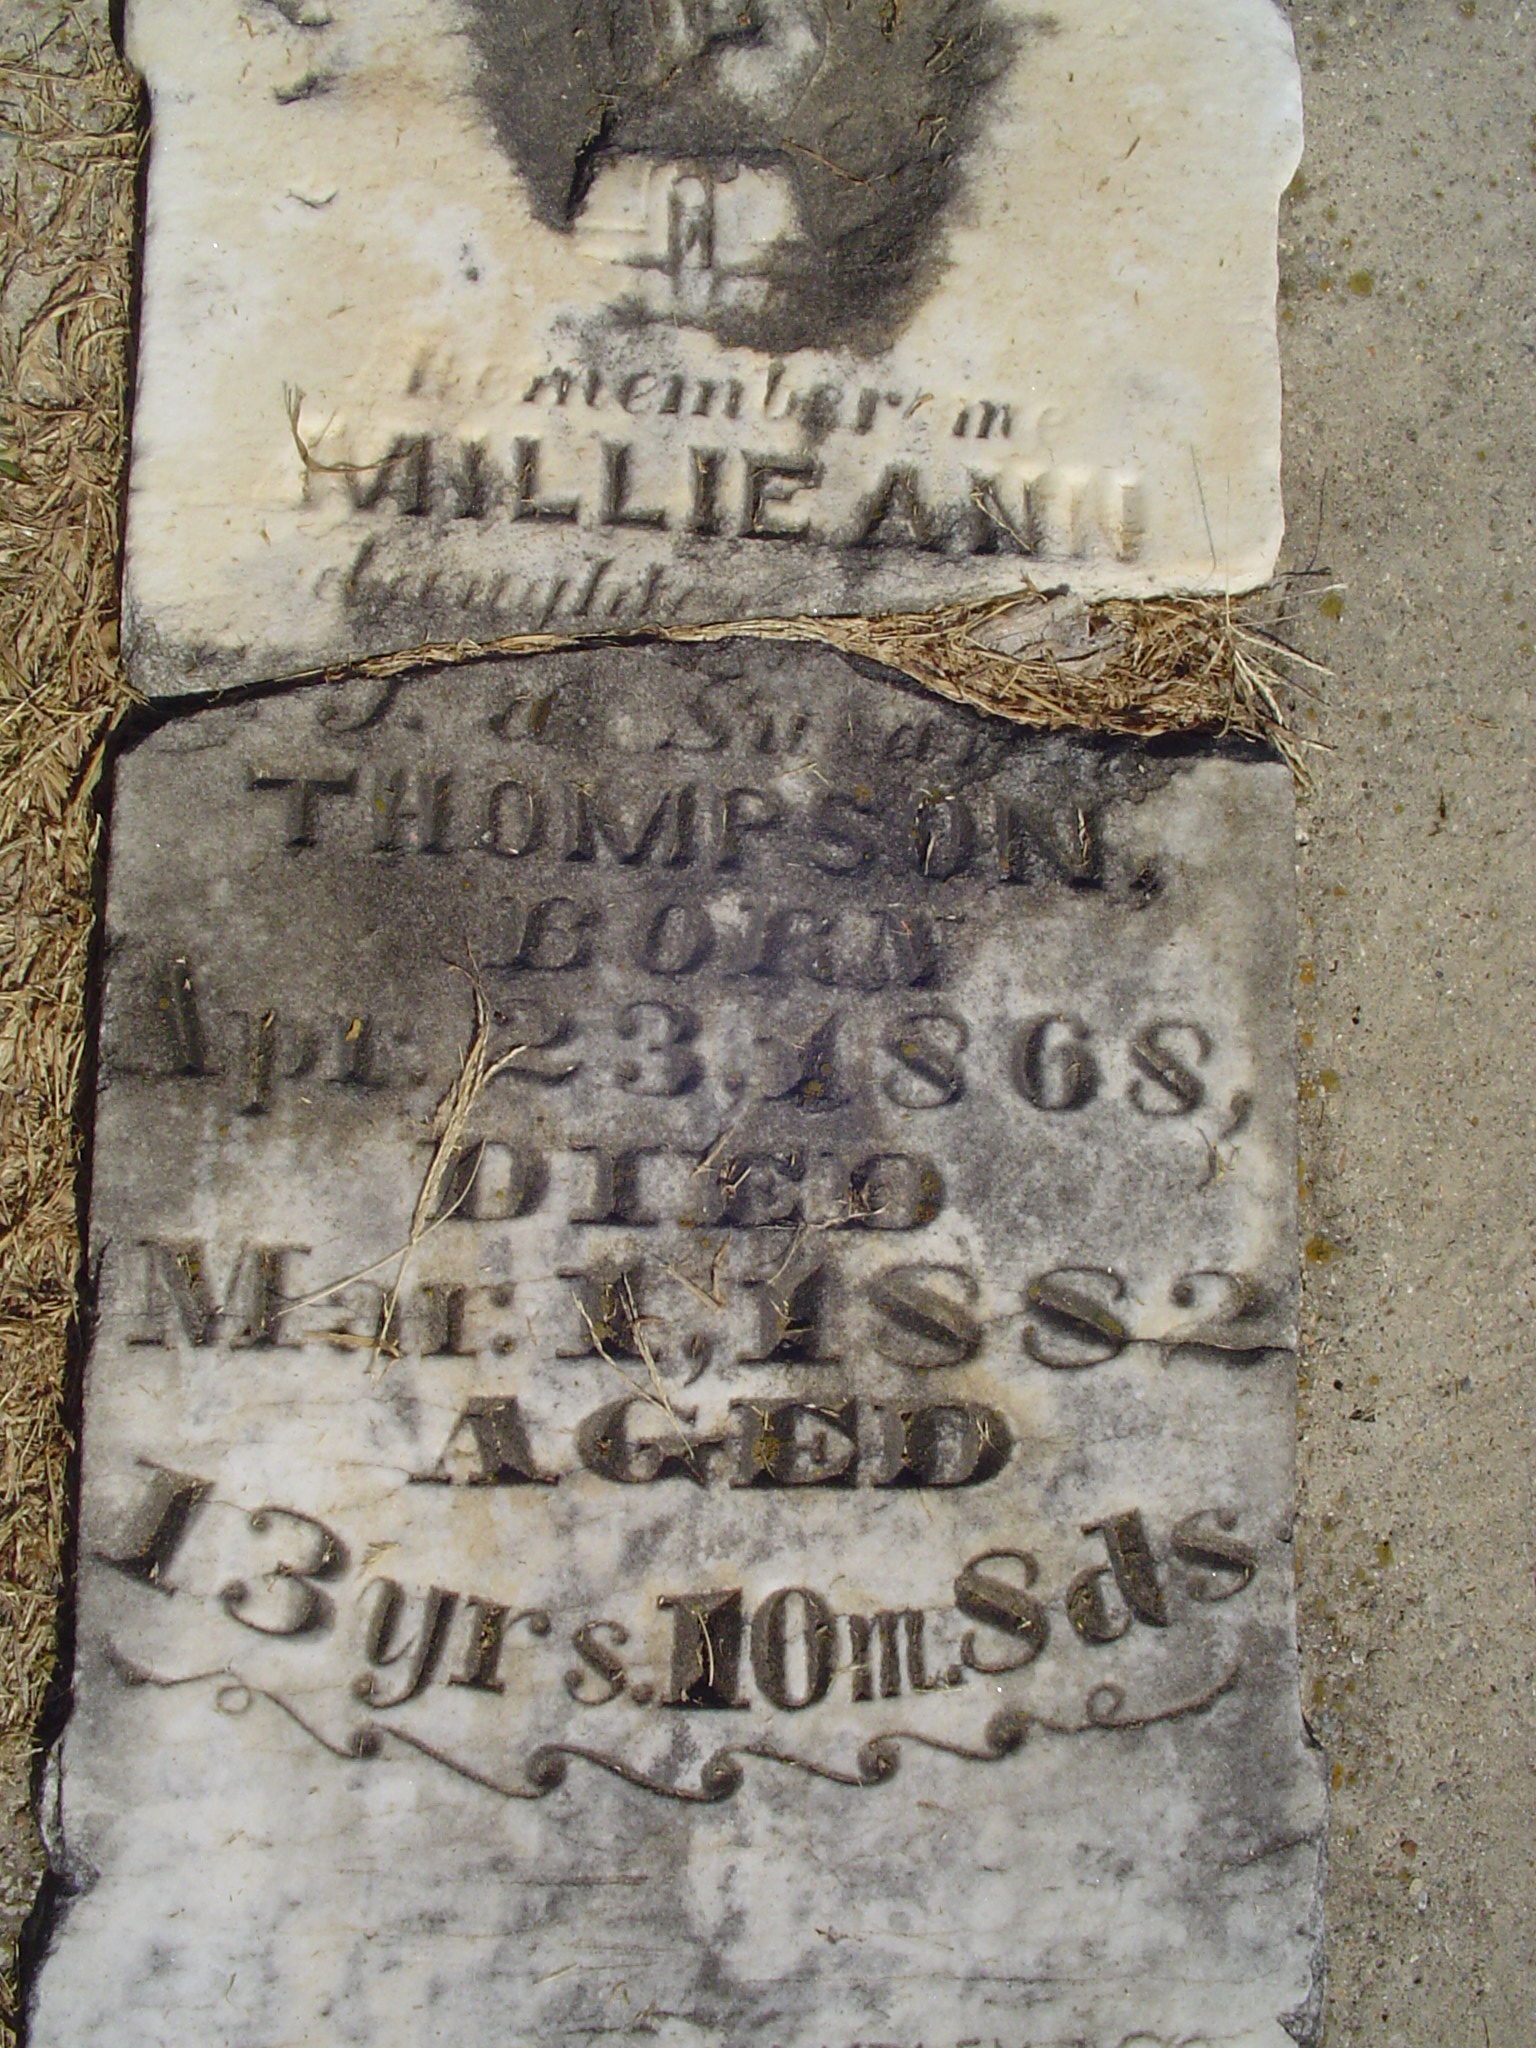 Remember me
MILLIE ANN
daughter
J. & Susan
THOMPSON,
BORN
Apr. 23, 1868,
DIED
Mar. 1, 1882
AGED
13 yrs. 10 m. 8 ds